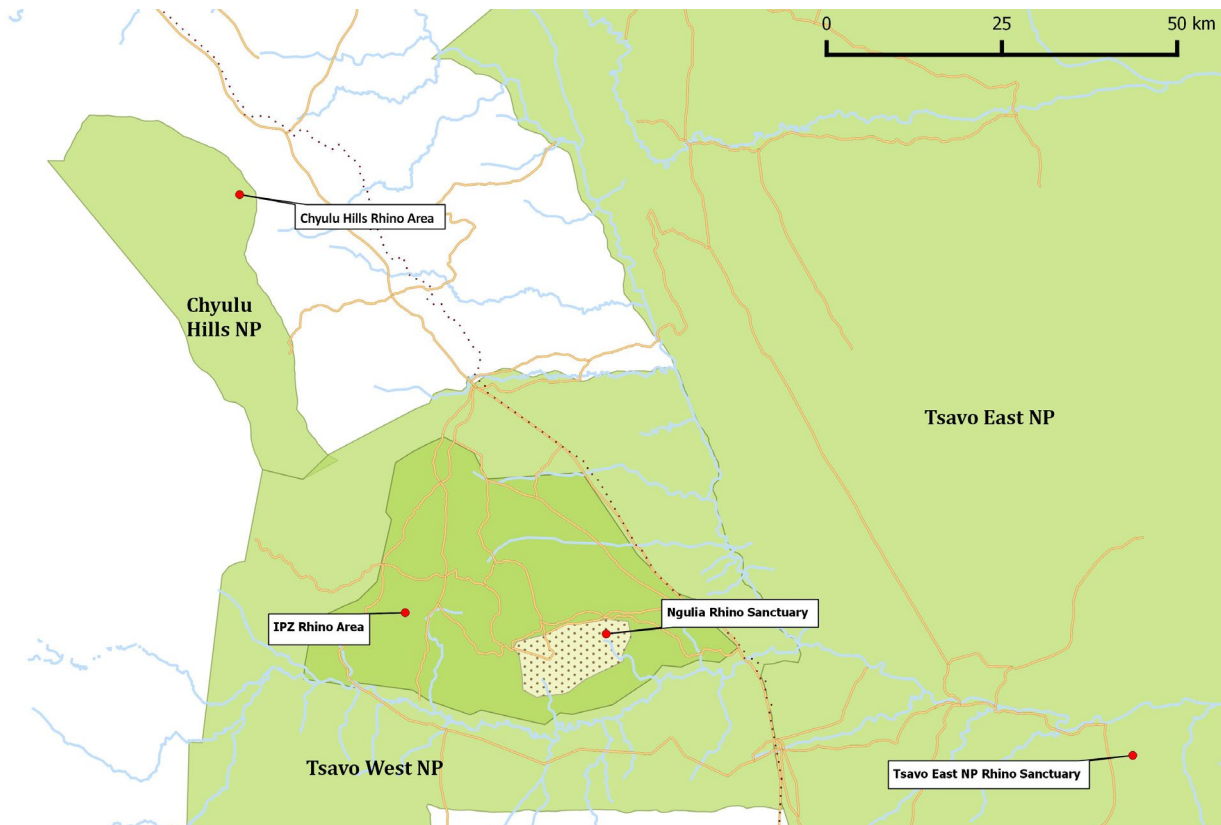 0 25 50 km
Chyulu Hills Rhino Area
Chyulu
Hills NP
Tsavo East NP
IPZ Rhino Area
Ngulia Rhino Sanctuary
Tsavo West NP
Tsavo East NP Rhino Sanctuary